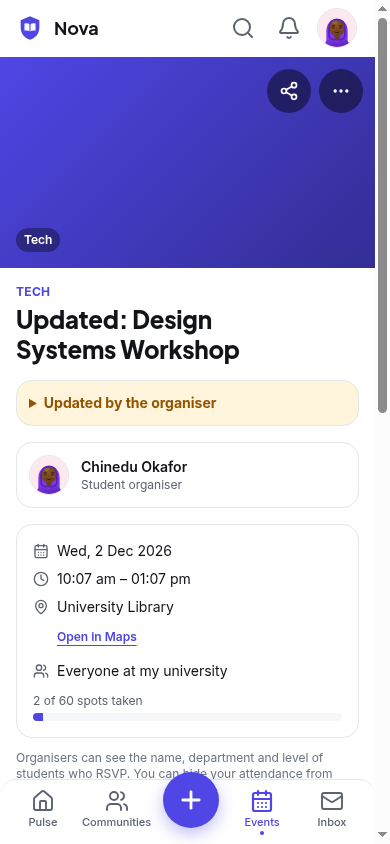 Nova
Tech
TECH
Updated: Design
Systems Workshop
Updated by the organiser
Chinedu Okafor
Student organiser
Wed, 2 Dec 2026
10:07 am – 01:07 pm
University Library
Open in Maps
Everyone at my university
2 of 60 spots taken
Organisers can see the name, department and level of
students who RSVP. You can hide your attendance from
Pulse
Communities
Events
Inbox